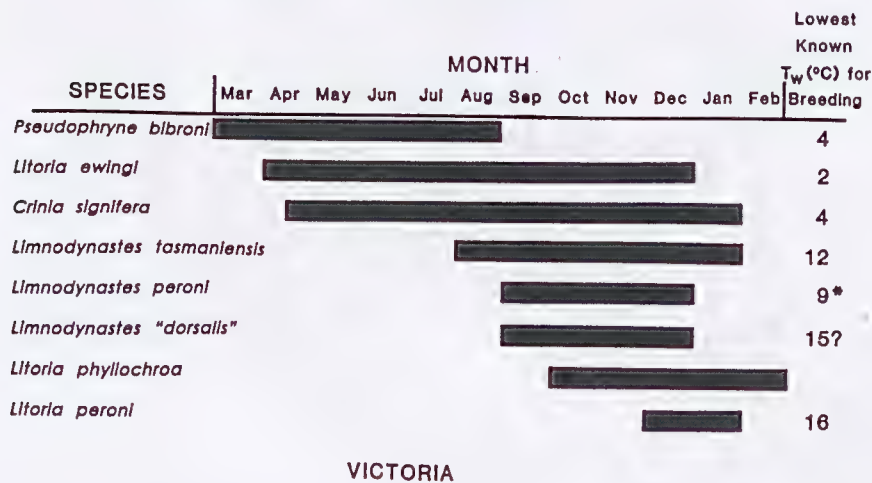 Lowest
Known
MONTH Tw (°C) for
SPECIES Mar Apr May Jun Jul Aug Sep Oct Nov Dec Jan Feb Breeding
Pseudophryne bibroni 4
Litoria ewingi 2
Crinia signifera 4
Limnodynastes tasmaniensis 12
Limnodynastes peroni 9*
Limnodynastes "dorsalis" 15?
Litoria phyllochroa
Litoria peroni 16
VICTORIA